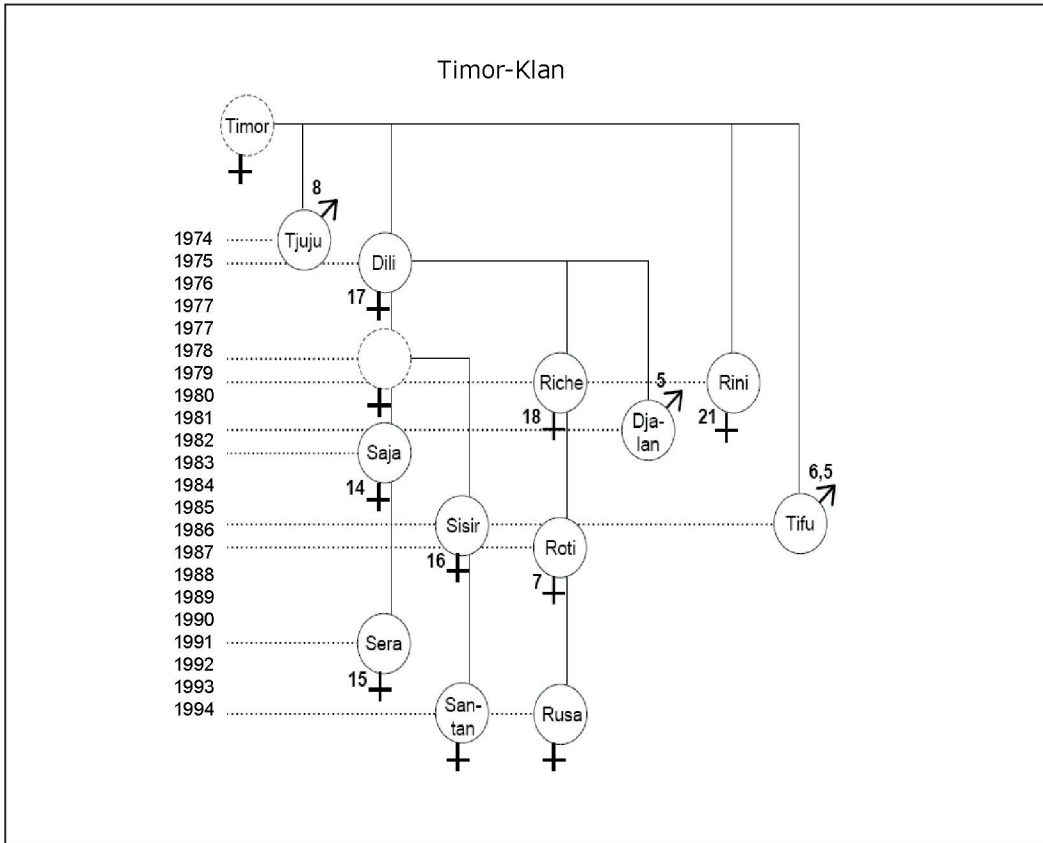 Timor-Klan
Timor
8
1974
Tjuju
1975
Dili
1976
17
1977
1977
1978
1979
Riche
5
Rini
1980
18
21
1981
Dja-
lan
1982
Saja
1983
14
6,5
1984
1985
Sisir
Tifu
1986
16
Roti
1987
7
1988
1989
1990
1991
Sera
1992
15
1993
San-
tan
1994
Rusa